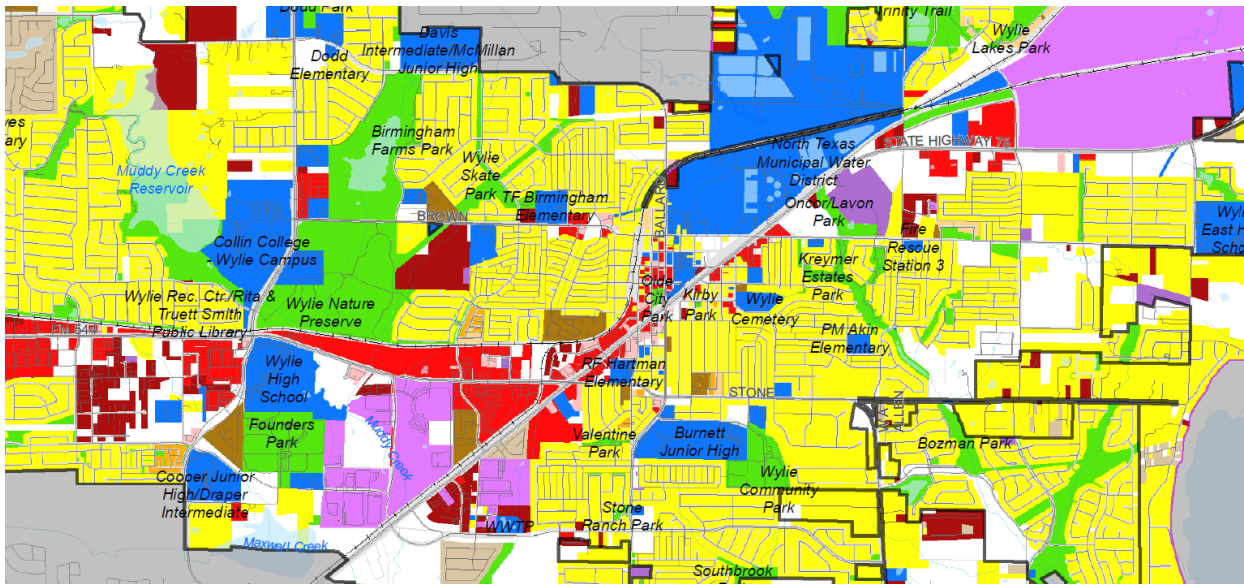 Dodd Park
Davis
Intermediate/McMillan
Junior High
Dodd
Elementary
Trinity Trail
Wylie
Lakes Park
Birmingham
Farms Park
Wylie
Skate
Park
TF Birmingham
Elementary
BROWN
BALLARD
North Texas
Municipal Water
District
STATE HIGHWAY 78
Oncor/Lavon
Park
Muddy Creek
Reservoir
Collin College
- Wylie Campus
Fire
Rescue
Station 3
Kreymer
Estates
Park
Wylie Rec. Ctr./Rita &
Truett Smith
Public Library
Wylie Nature
Preserve
Olde
City
Park
Kirby
Park
Wylie
Cemetery
PM Akin
Elementary
FM 544
Wylie
High
School
RF Hartman
Elementary
STONE
Founders
Park
Muddy Creek
Valentine
Park
Burnett
Junior High
Bozman Park
Cooper Junior
High/Draper
Intermediate
Wylie
Community
Park
Stone
Ranch Park
WWTP
Maxwell Creek
Southbrook